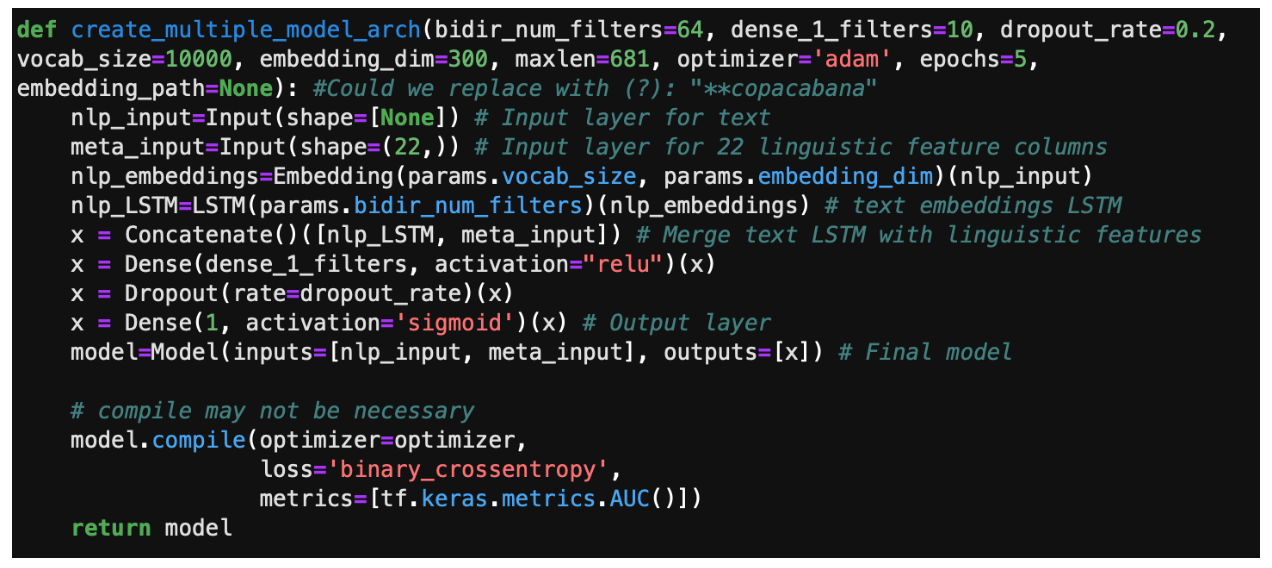 def create_multiple_model_arch(bidir_num_filters=64, dense_1_filters=10, dropout_rate=0.2,
vocab_size=10000, embedding_dim=300, maxlen=681, optimizer='adam', epochs=5,
embedding_path=None): #Could we replace with (?): "**copacabana"
    nlp_input=Input(shape=[None]) # Input layer for text
    meta_input=Input(shape=(22,)) # Input layer for 22 linguistic feature columns
    nlp_embeddings=Embedding(params.vocab_size, params.embedding_dim)(nlp_input)
    nlp_LSTM=LSTM(params.bidir_num_filters)(nlp_embeddings) # text embeddings LSTM
    x = Concatenate()([nlp_LSTM, meta_input]) # Merge text LSTM with linguistic features
    x = Dense(dense_1_filters, activation="relu")(x)
    x = Dropout(rate=dropout_rate)(x)
    x = Dense(1, activation='sigmoid')(x) # Output layer
    model=Model(inputs=[nlp_input, meta_input], outputs=[x]) # Final model

    # compile may not be necessary
    model.compile(optimizer=optimizer,
                  loss='binary_crossentropy',
                  metrics=[tf.keras.metrics.AUC()])
    return model